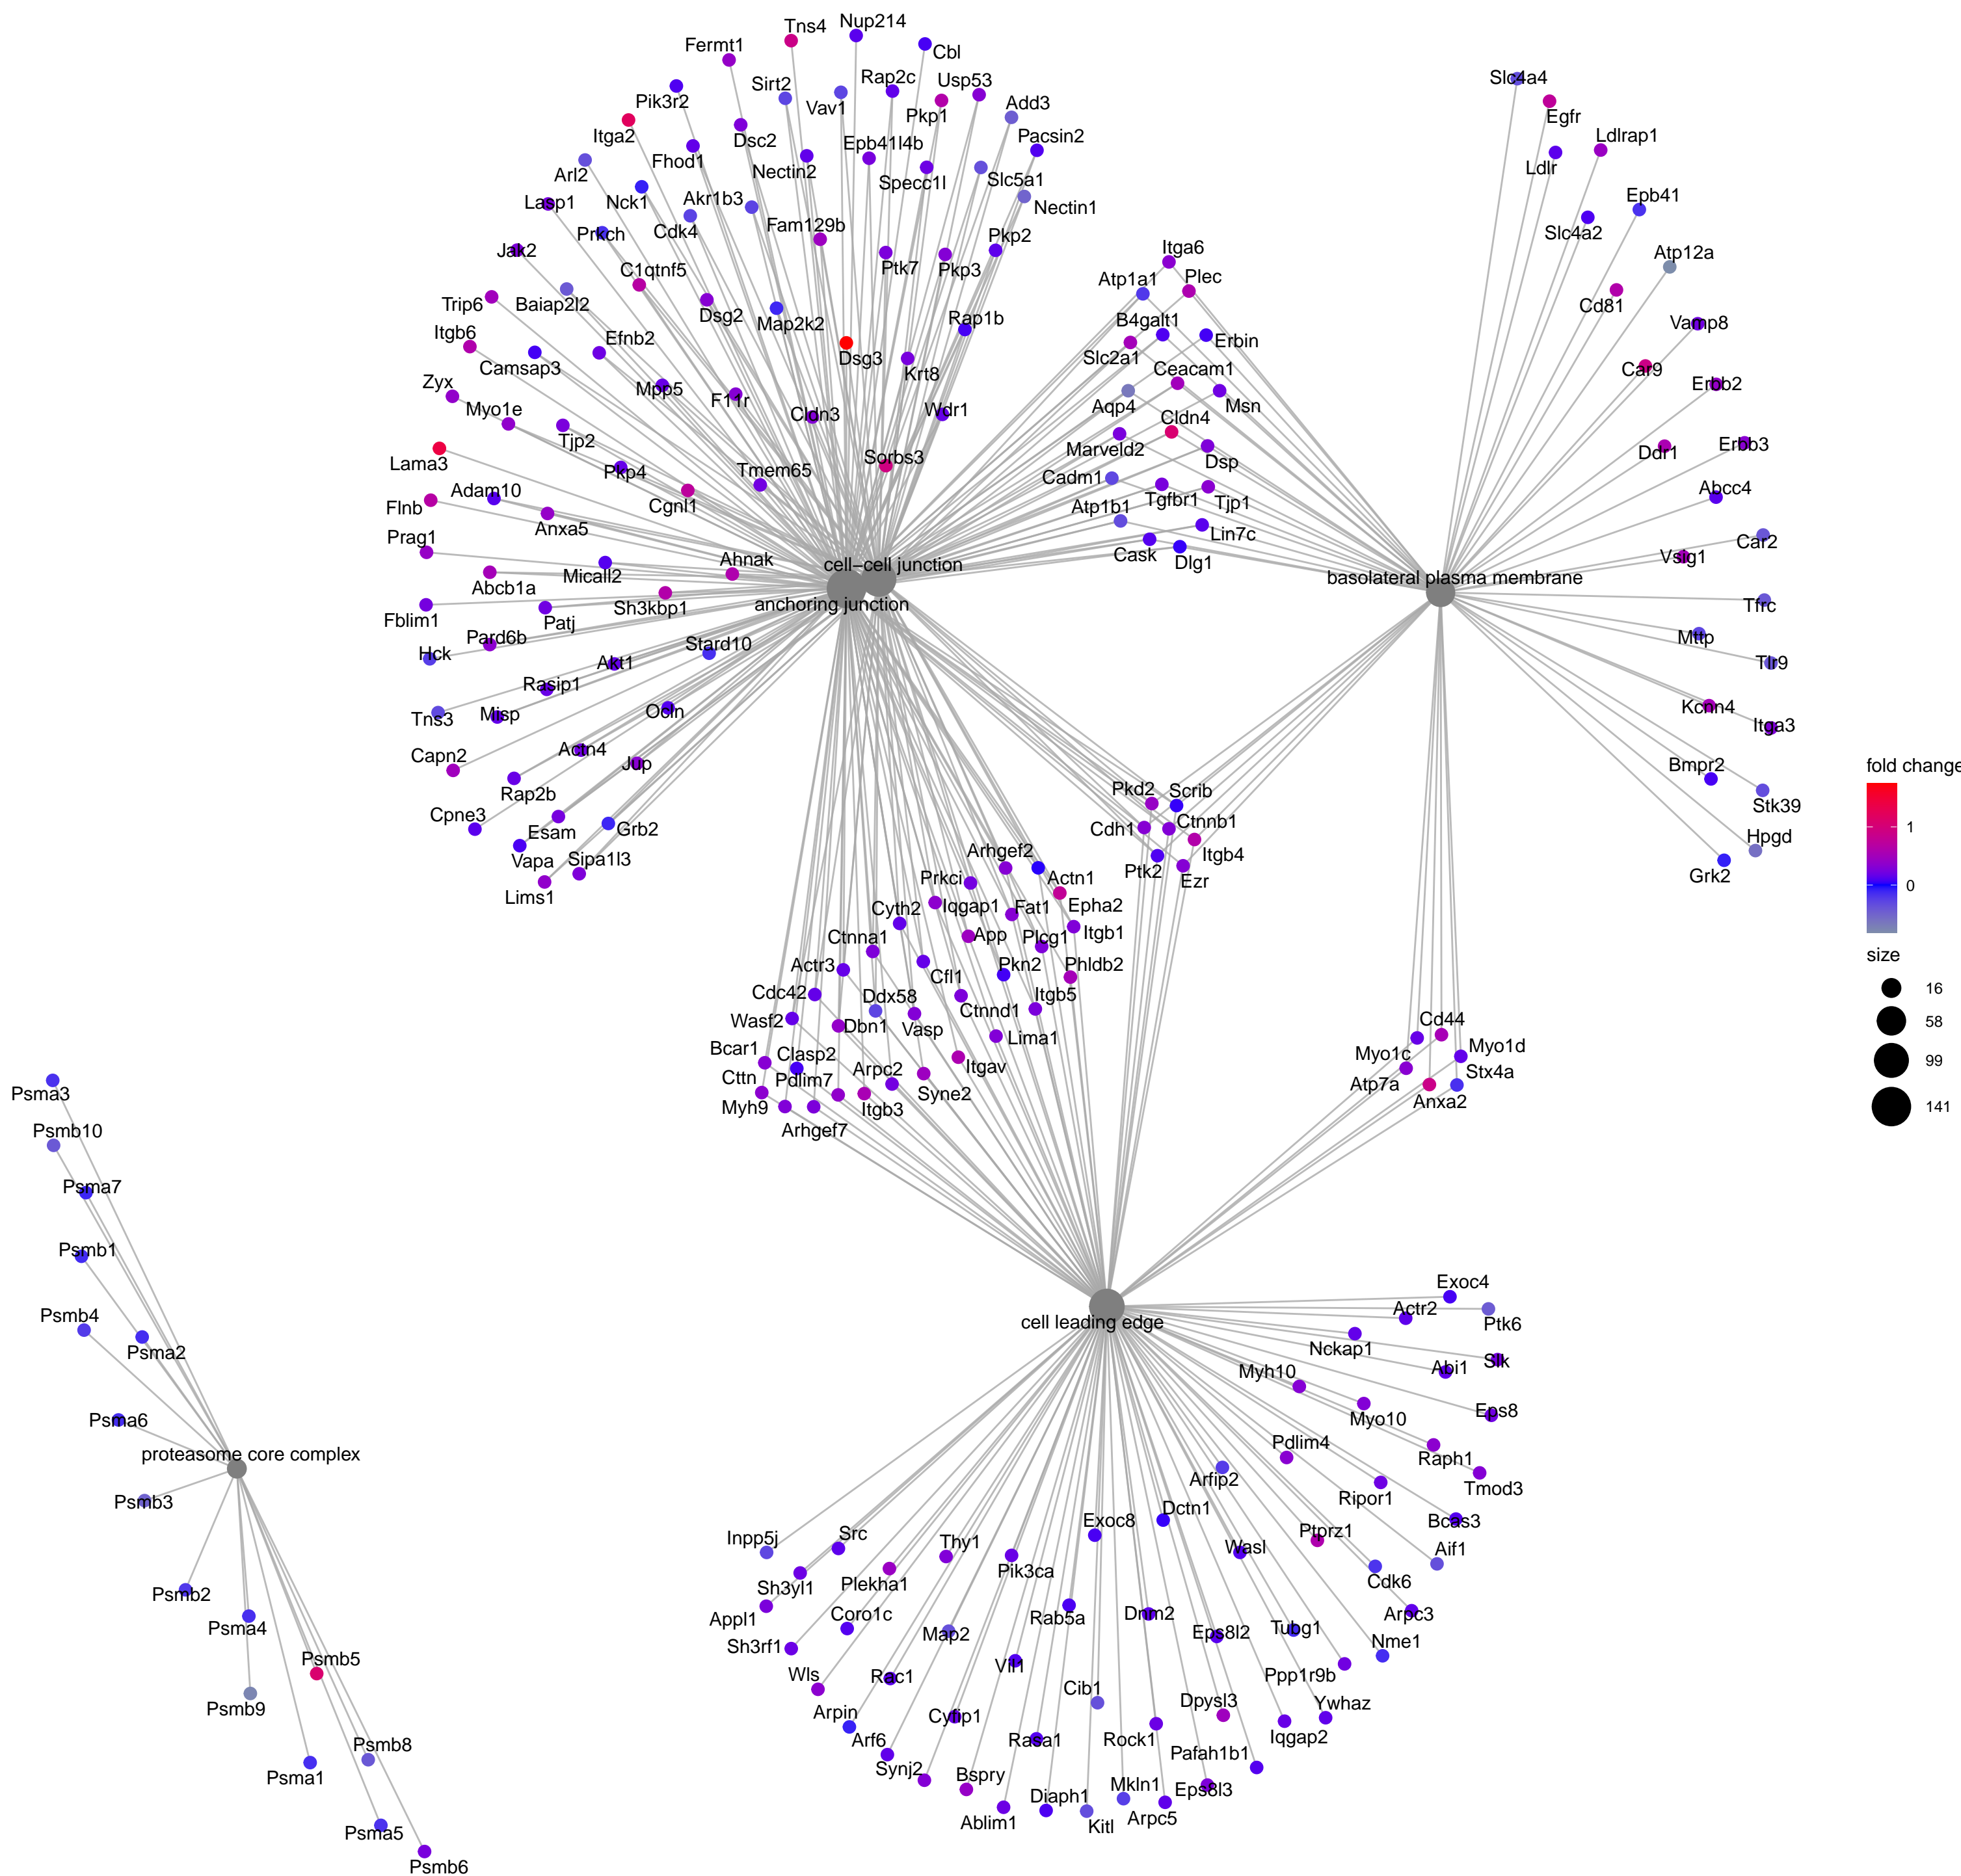 Tns4
Nup214
Fermt1
Cbl
Sirt2
Rap2c
Usp53
Slc4a4
Pik3r2
Vav1
Pkp1
Add3
Egfr
Itga2
Dsc2
Epb41l4b
Pacsin2
Ldlrap1
Arl2
Fhod1
Nectin2
Specc1l
Slc5a1
Ldlr
Lasp1
Nck1
Akr1b3
Nectin1
Epb41
Prkch
Cdk4
Fam129b
Pkp2
Slc4a2
Jak2
C1qtnf5
Ptk7
Pkp3
Itga6
Atp12a
Trip6
Baiap2l2
Dsg2
Map2k2
Rap1b
Atp1a1
Plec
Cd81
Itgb6
Efnb2
B4galt1
Erbin
Vamp8
Camsap3
Dsg3
Krt8
Slc2a1
Car9
Zyx
Mpp5
F11r
Ceacam1
Erbb2
Myo1e
Cldn3
Wdr1
Aqp4
Msn
Tjp2
Cldn4
Erbb3
Lama3
Pkp4
Tmem65
Sorbs3
Marveld2
Dsp
Ddr1
Flnb
Adam10
Cgnl1
Cadm1
Tgfbr1
Tjp1
Abcc4
Prag1
Anxa5
Atp1b1
Lin7c
Car2
Ahnak
cell−cell junction
Cask
Dlg1
Vsig1
Abcb1a
Micall2
basolateral plasma membrane
Fblim1
Patj
Sh3kbp1
anchoring junction
Tfrc
Hck
Pard6b
Stard10
Mttp
Rasip1
Akt1
Tlr9
Tns3
Misp
Ocln
Kcnn4
Itga3
Capn2
Actn4
Jup
Bmpr2
fold change
Rap2b
Pkd2
Scrib
Stk39
Cpne3
Esam
Grb2
Cdh1
Ctnnb1
Hpgd
1
Vapa
Sipa1l3
Arhgef2
Ptk2
Itgb4
Grk2
0
Lims1
Prkci
Actn1
Ezr
Cyth2
Iqgap1
Fat1
Epha2
Ctnna1
App
Plcg1
Itgb1
size
Actr3
Cfl1
Pkn2
Phldb2
16
Cdc42
Ddx58
Ctnnd1
Itgb5
58
Wasf2
Dbn1
Vasp
Lima1
Cd44
Bcar1
Clasp2
Arpc2
Itgav
Myo1c
Myo1d
99
Cttn
Pdlim7
Syne2
Atp7a
Stx4a
Myh9
Itgb3
Anxa2
141
Arhgef7
Psma3
Psmb10
Psma7
Psmb1
Psmb4
Psma2
Exoc4
Actr2
Ptk6
cell leading edge
Nckap1
Slk
Abi1
Myh10
Psma6
Myo10
Eps8
proteasome core complex
Pdlim4
Raph1
Arfip2
Tmod3
Psmb3
Ripor1
Inpp5j
Src
Thy1
Exoc8
Dctn1
Ptprz1
Bcas3
Wasl
Aif1
Psmb2
Sh3yl1
Plekha1
Pik3ca
Cdk6
Appl1
Coro1c
Rab5a
Dnm2
Arpc3
Psma4
Sh3rf1
Map2
Eps8l2
Tubg1
Nme1
Psmb5
Wls
Rac1
Vil1
Cib1
Dpysl3
Ppp1r9b
Psmb9
Arpin
Cyfip1
Ywhaz
Psmb8
Arf6
Rasa1
Rock1
Iqgap2
Psma1
Synj2
Bspry
Pafah1b1
Ablim1
Diaph1
Mkln1
Eps8l3
Psma5
Kitl
Arpc5
Psmb6